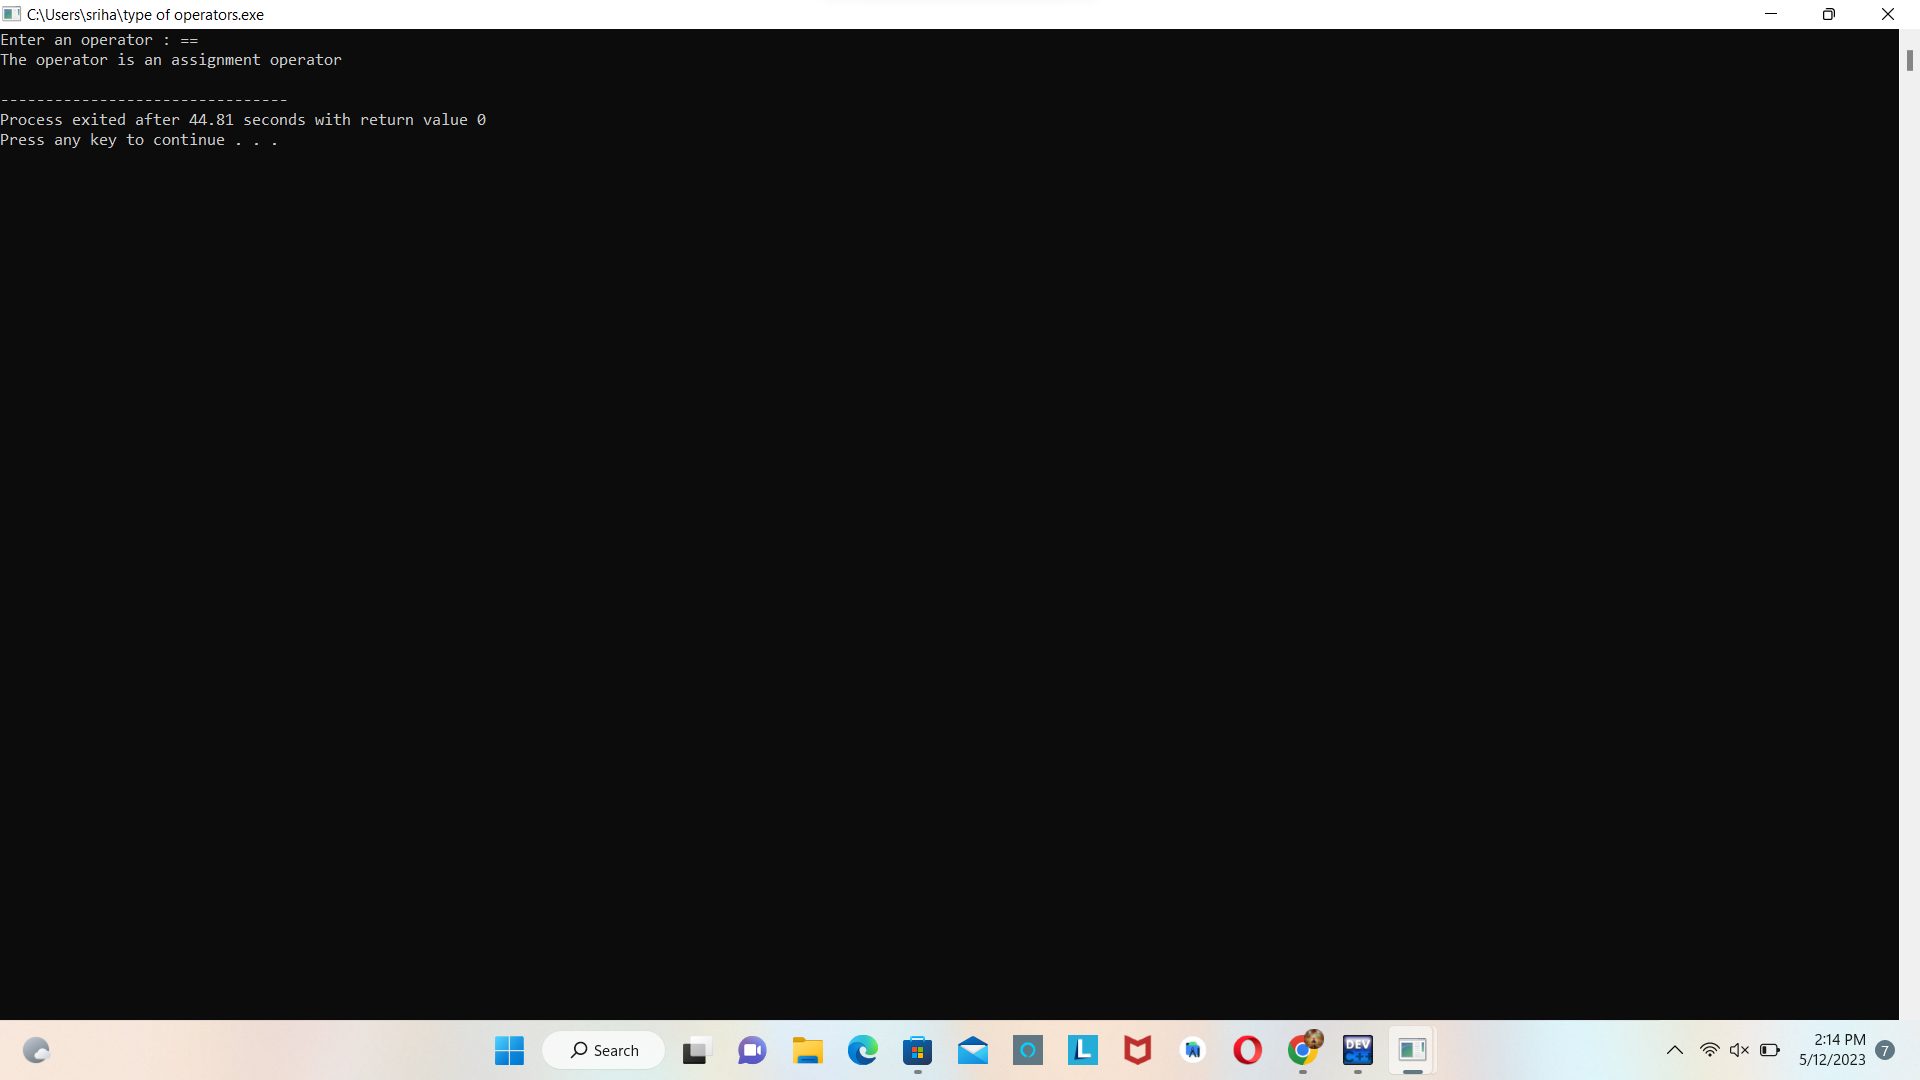 C:\Users\sriha\type of operators.exe
Enter an operator : ==
The operator is an assignment operator
--------------------------------
Process exited after 44.81 seconds with return value 0
Press any key to continue . . .
Search
L
AI
DEV
C++
2:14 PM
5/12/2023
7